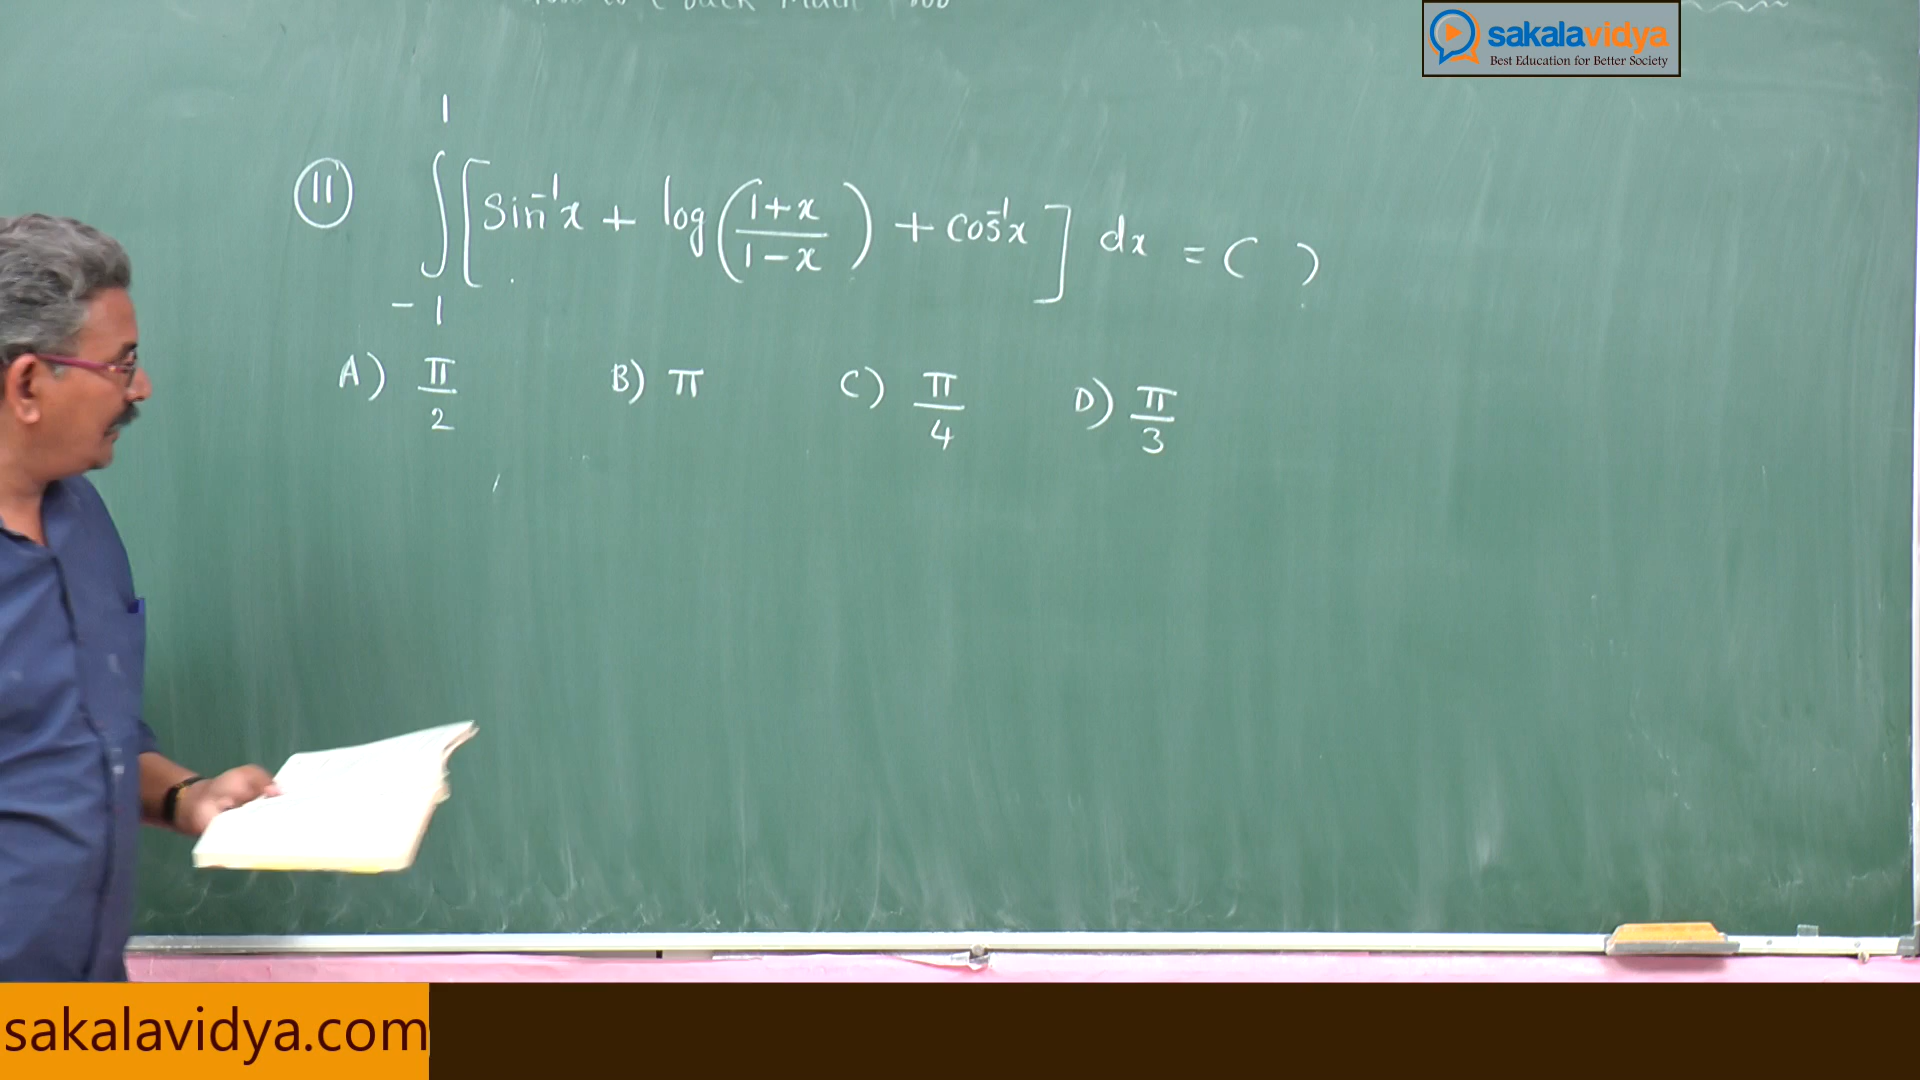 sakalavidya
Best Education for Better Society
(11) ∫₋₁¹ [sin⁻¹x + log((1+x)/(1-x)) + cos⁻¹x] dx = ( )
A) π/2 B) π C) π/4 D) π/3
sakalavidya.com